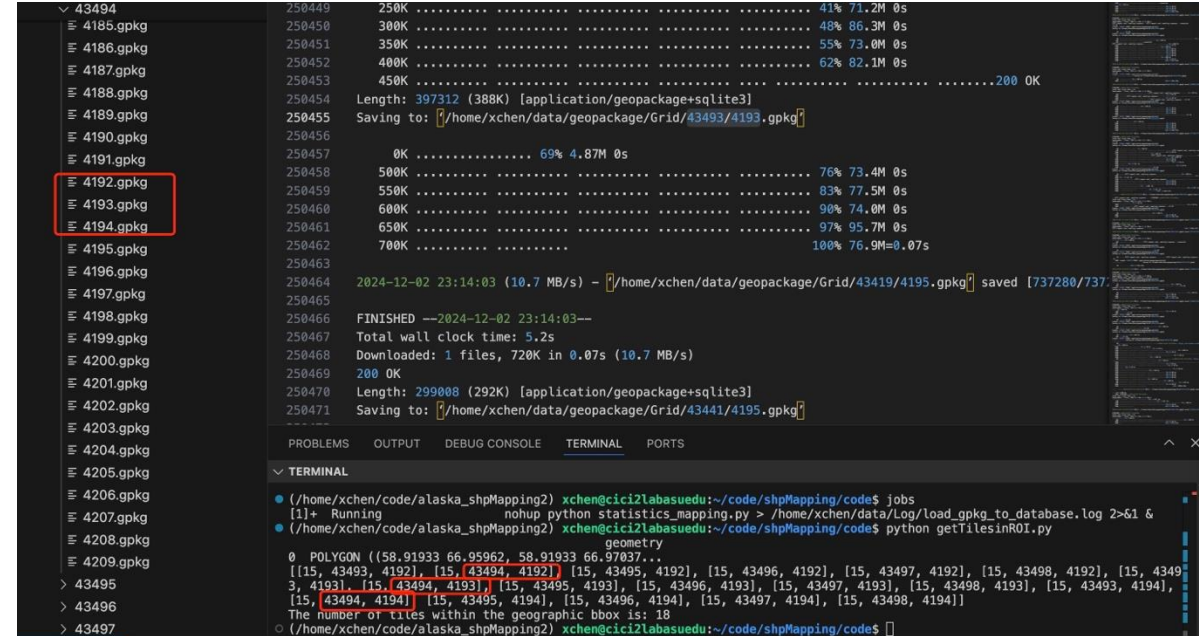 43494
4185.gpkg
4186.gpkg
4187.gpkg
4188.gpkg
4189.gpkg
4190.gpkg
4191.gpkg
4192.gpkg
4193.gpkg
4194.gpkg
4195.gpkg
4196.gpkg
4197.gpkg
4198.gpkg
4199.gpkg
4200.gpkg
4201.gpkg
4202.gpkg
4203.gpkg
4204.gpkg
4205.gpkg
4206.gpkg
4207.gpkg
4208.gpkg
4209.gpkg
> 43495
> 43496
> 43497
250449 250K .......... .......... .......... .......... .......... 41% 71.2M 0s
250450 300K .......... .......... .......... .......... .......... 48% 86.3M 0s
250451 350K .......... .......... .......... .......... .......... 55% 73.0M 0s
250452 400K .......... .......... .......... .......... .......... 62% 82.1M 0s
250453 450K .......... .......... .......... .......... .......... .......... ........200 OK
250454 Length: 397312 (388K) [application/geopackage+sqlite3]
250455 Saving to: ‘/home/xchen/data/geopackage/Grid/43493/4193.gpkg’
250456
250457 0K ................ 69% 4.87M 0s
250458 500K .......... .......... .......... .......... .......... 76% 73.4M 0s
250459 550K .......... .......... .......... .......... .......... 83% 77.5M 0s
250460 600K .......... .......... .......... .......... .......... 90% 74.0M 0s
250461 650K .......... .......... .......... .......... .......... 97% 95.7M 0s
250462 700K ......... .......... 100% 76.9M=0.07s
250463
250464 2024-12-02 23:14:03 (10.7 MB/s) - ‘/home/xchen/data/geopackage/Grid/43419/4195.gpkg’ saved [737280/737
250465
250466 FINISHED --2024-12-02 23:14:03--
250467 Total wall clock time: 5.2s
250468 Downloaded: 1 files, 720K in 0.07s (10.7 MB/s)
250469 200 OK
250470 Length: 299008 (292K) [application/geopackage+sqlite3]
250471 Saving to: ‘/home/xchen/data/geopackage/Grid/43441/4195.gpkg’
PROBLEMS OUTPUT DEBUG CONSOLE TERMINAL PORTS
TERMINAL
(/home/xchen/code/alaska_shpMapping2) xchen@cici2labasuedu:~/code/shpMapping/code$ jobs
[1]+ Running nohup python statistics_mapping.py > /home/xchen/data/Log/load_gpkg_to_database.log 2>&1 &
(/home/xchen/code/alaska_shpMapping2) xchen@cici2labasuedu:~/code/shpMapping/code$ python getTilesinROI.py
geometry
0 POLYGON ((58.91933 66.95962, 58.91933 66.97037...
[[15, 43493, 4192], [15, 43494, 4192], [15, 43495, 4192], [15, 43496, 4192], [15, 43497, 4192], [15, 43498, 4192], [15, 4349
3, 4193], [15, 43494, 4193], [15, 43495, 4193], [15, 43496, 4193], [15, 43497, 4193], [15, 43498, 4193], [15, 43493, 4194],
[15, 43494, 4194], [15, 43495, 4194], [15, 43496, 4194], [15, 43497, 4194], [15, 43498, 4194]]
The number of tiles within the geographic bbox is: 18
(/home/xchen/code/alaska_shpMapping2) xchen@cici2labasuedu:~/code/shpMapping/code$